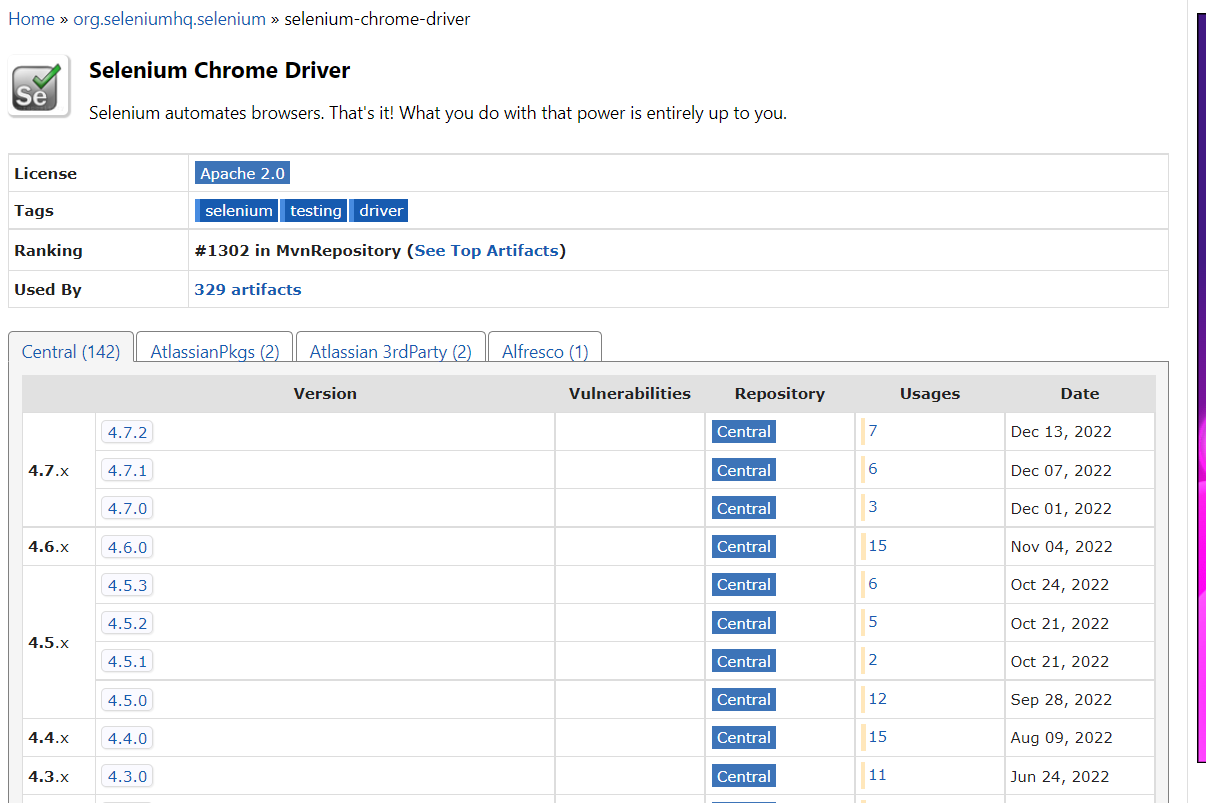 Home » org.seleniumhq.selenium » selenium-chrome-driver
Se
Selenium Chrome Driver
Selenium automates browsers. That's it! What you do with that power is entirely up to you.
License Apache 2.0
Tags selenium testing driver
Ranking #1302 in MvnRepository (See Top Artifacts)
Used By 329 artifacts
Central (142) AtlassianPkgs (2) Atlassian 3rdParty (2) Alfresco (1)
Version Vulnerabilities Repository Usages Date
4.7.2 Central 7 Dec 13, 2022
4.7.x 4.7.1 Central 6 Dec 07, 2022
4.7.0 Central 3 Dec 01, 2022
4.6.x 4.6.0 Central 15 Nov 04, 2022
4.5.3 Central 6 Oct 24, 2022
4.5.2 Central 5 Oct 21, 2022
4.5.x
4.5.1 Central 2 Oct 21, 2022
4.5.0 Central 12 Sep 28, 2022
4.4.x 4.4.0 Central 15 Aug 09, 2022
4.3.x 4.3.0 Central 11 Jun 24, 2022